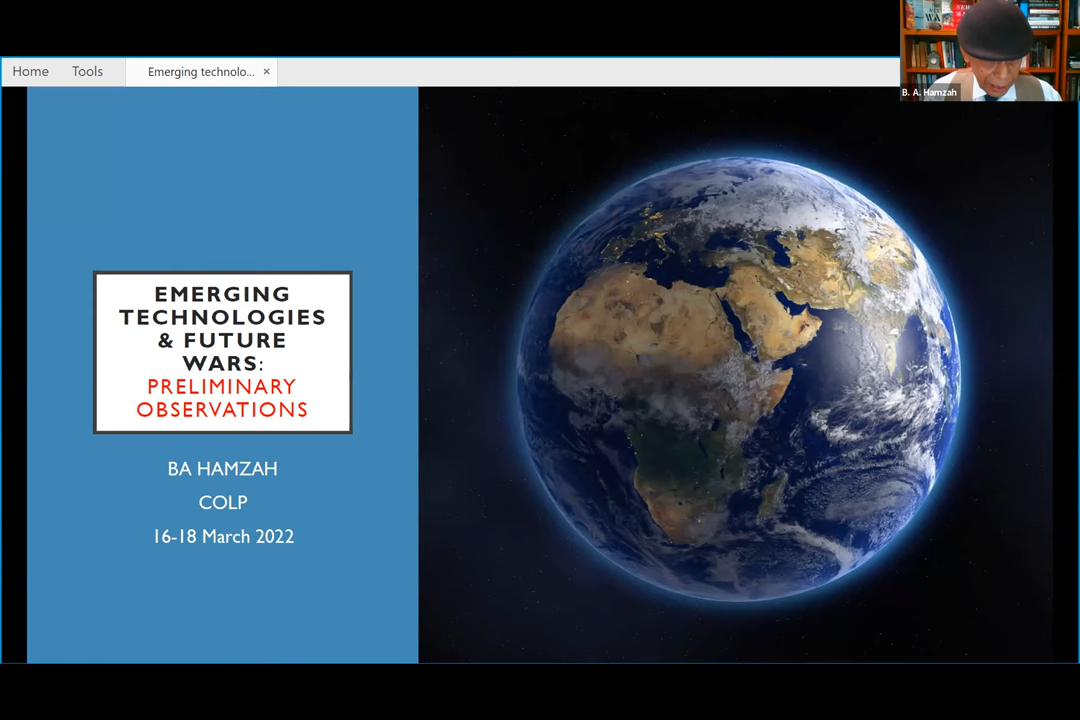 Home
Tools
Emerging technolo... ×
B. A. Hamzah
EMERGING
TECHNOLOGIES
& FUTURE
WARS:
PRELIMINARY
OBSERVATIONS
BA HAMZAH
COLP
16-18 March 2022